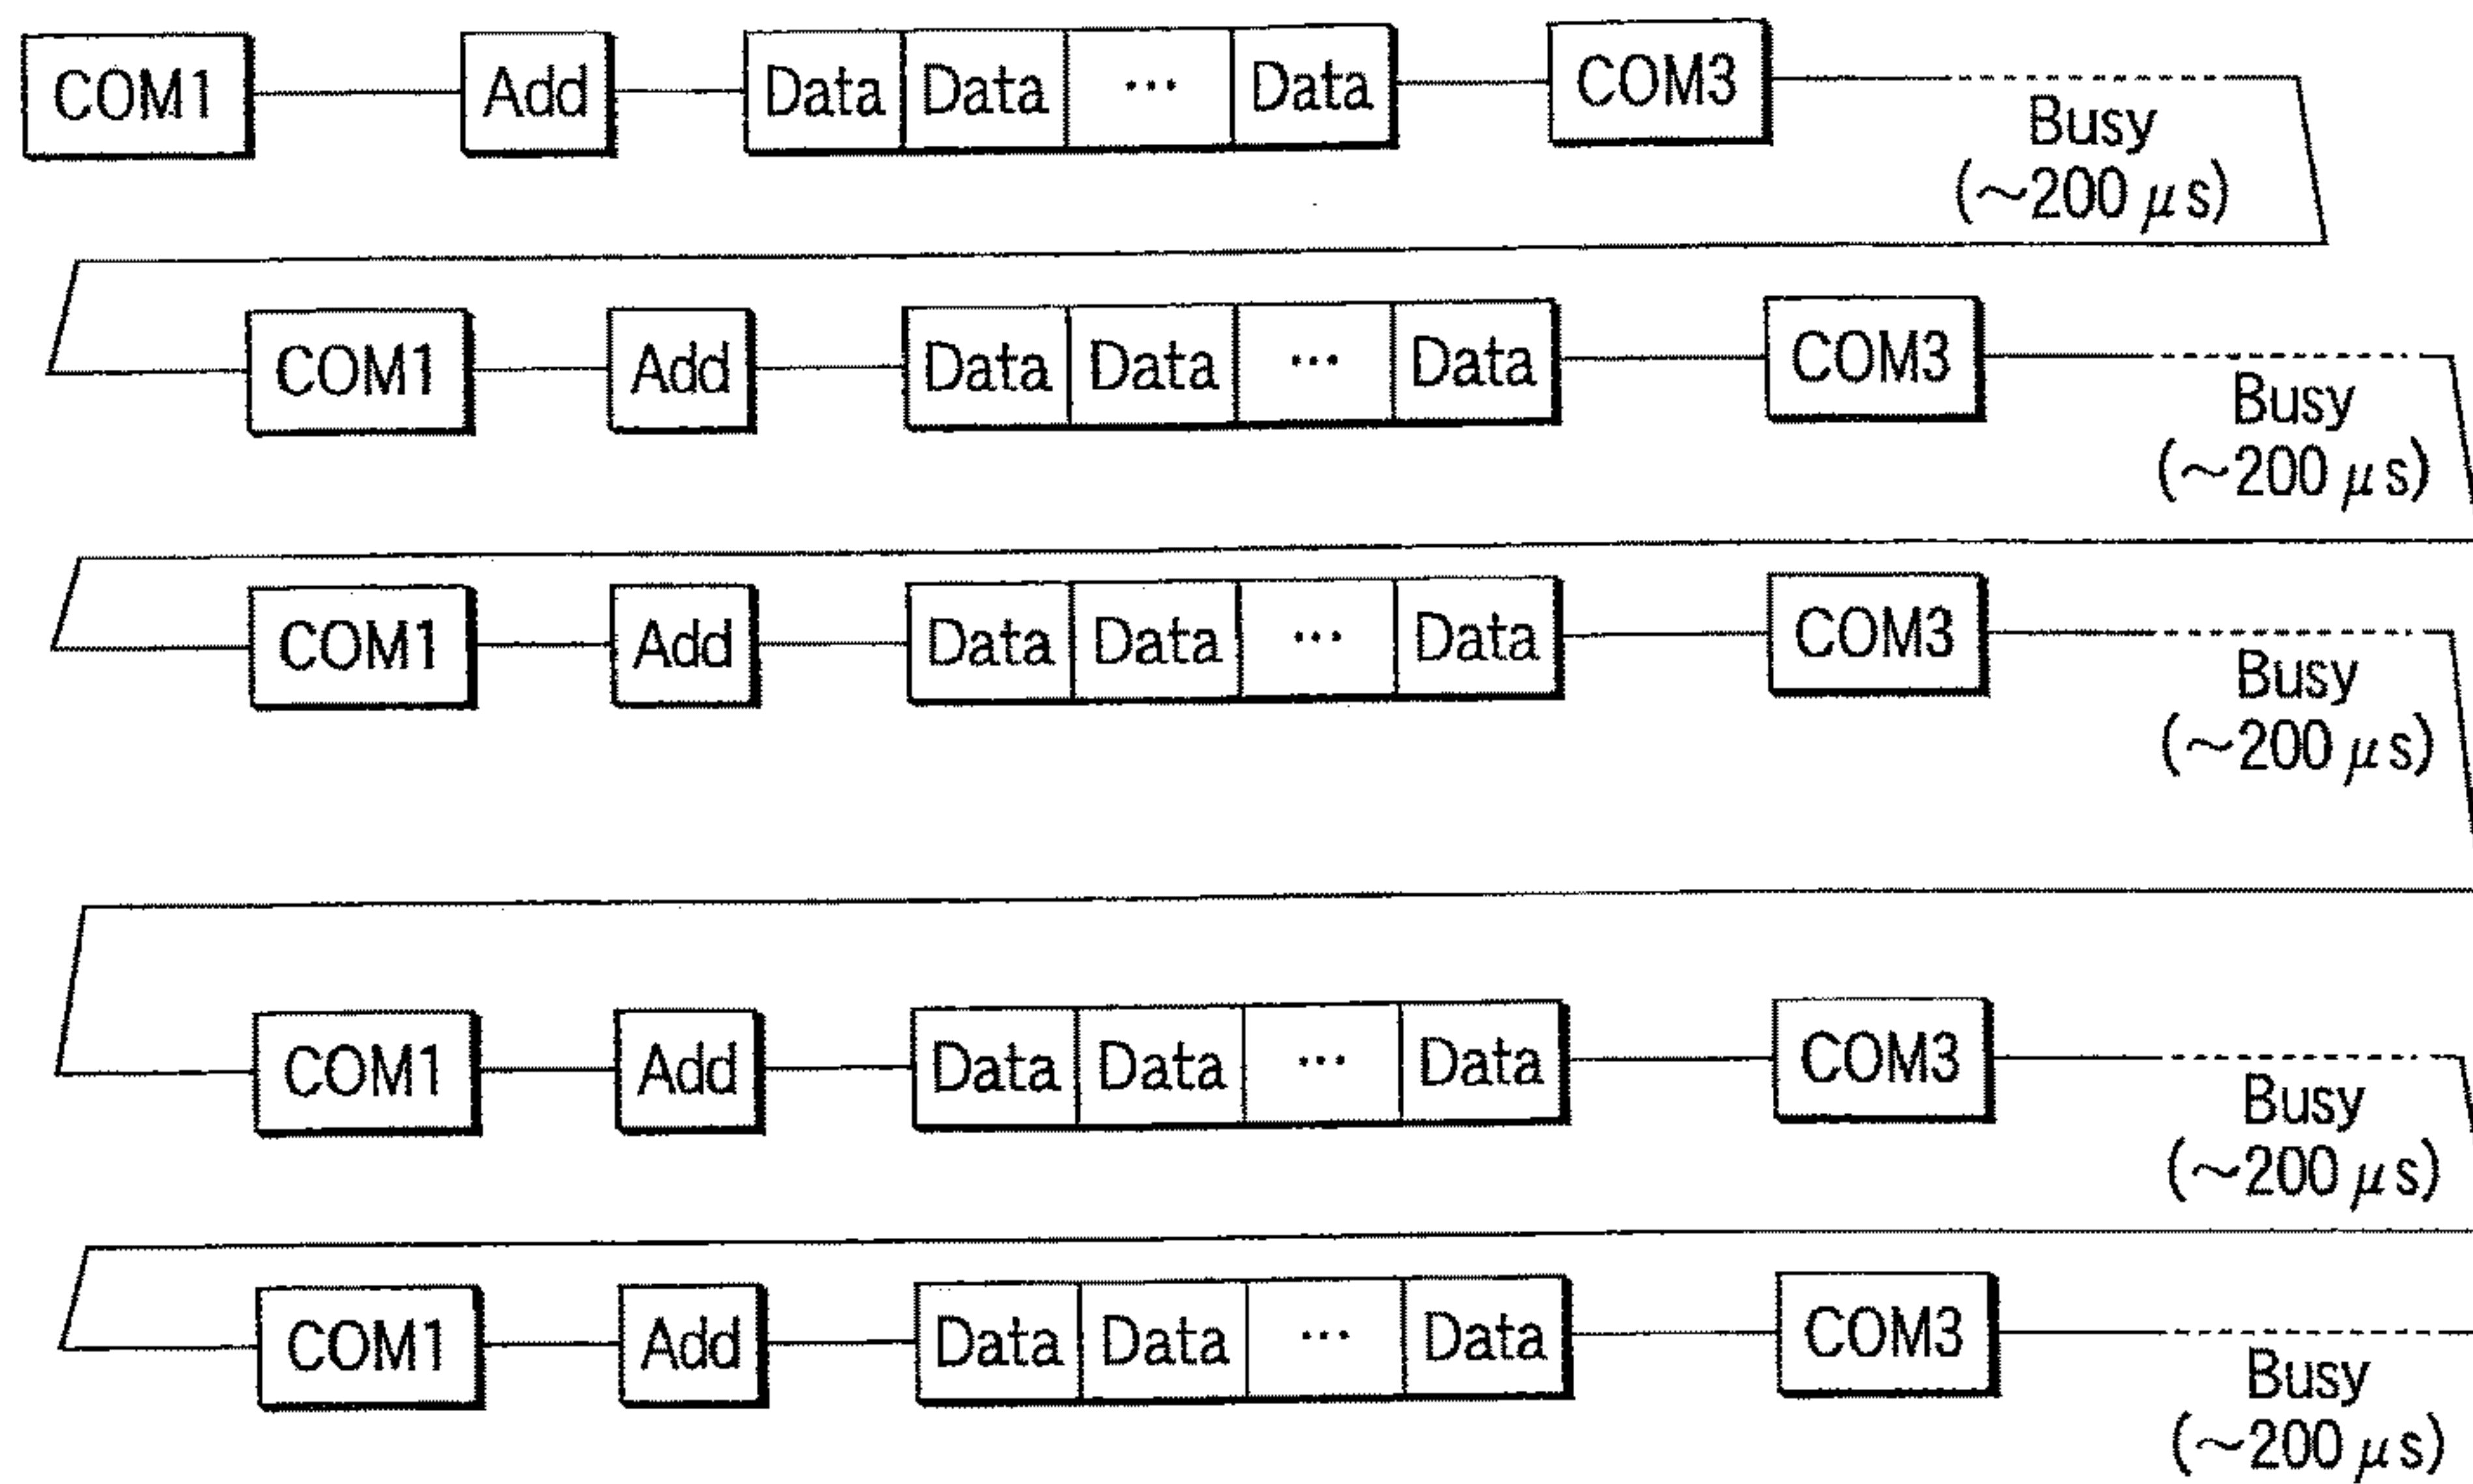 COM1 Add Data Data ... Data COM3
Busy
(~200 μs)
COM1 Add Data Data ... Data COM3
Busy
(~200 μs)
COM1 Add Data Data ... Data COM3
Busy
(~200 μs)
COM1 Add Data Data ... Data COM3
Busy
(~200 μs)
COM1 Add Data Data ... Data COM3
Busy
(~200 μs)